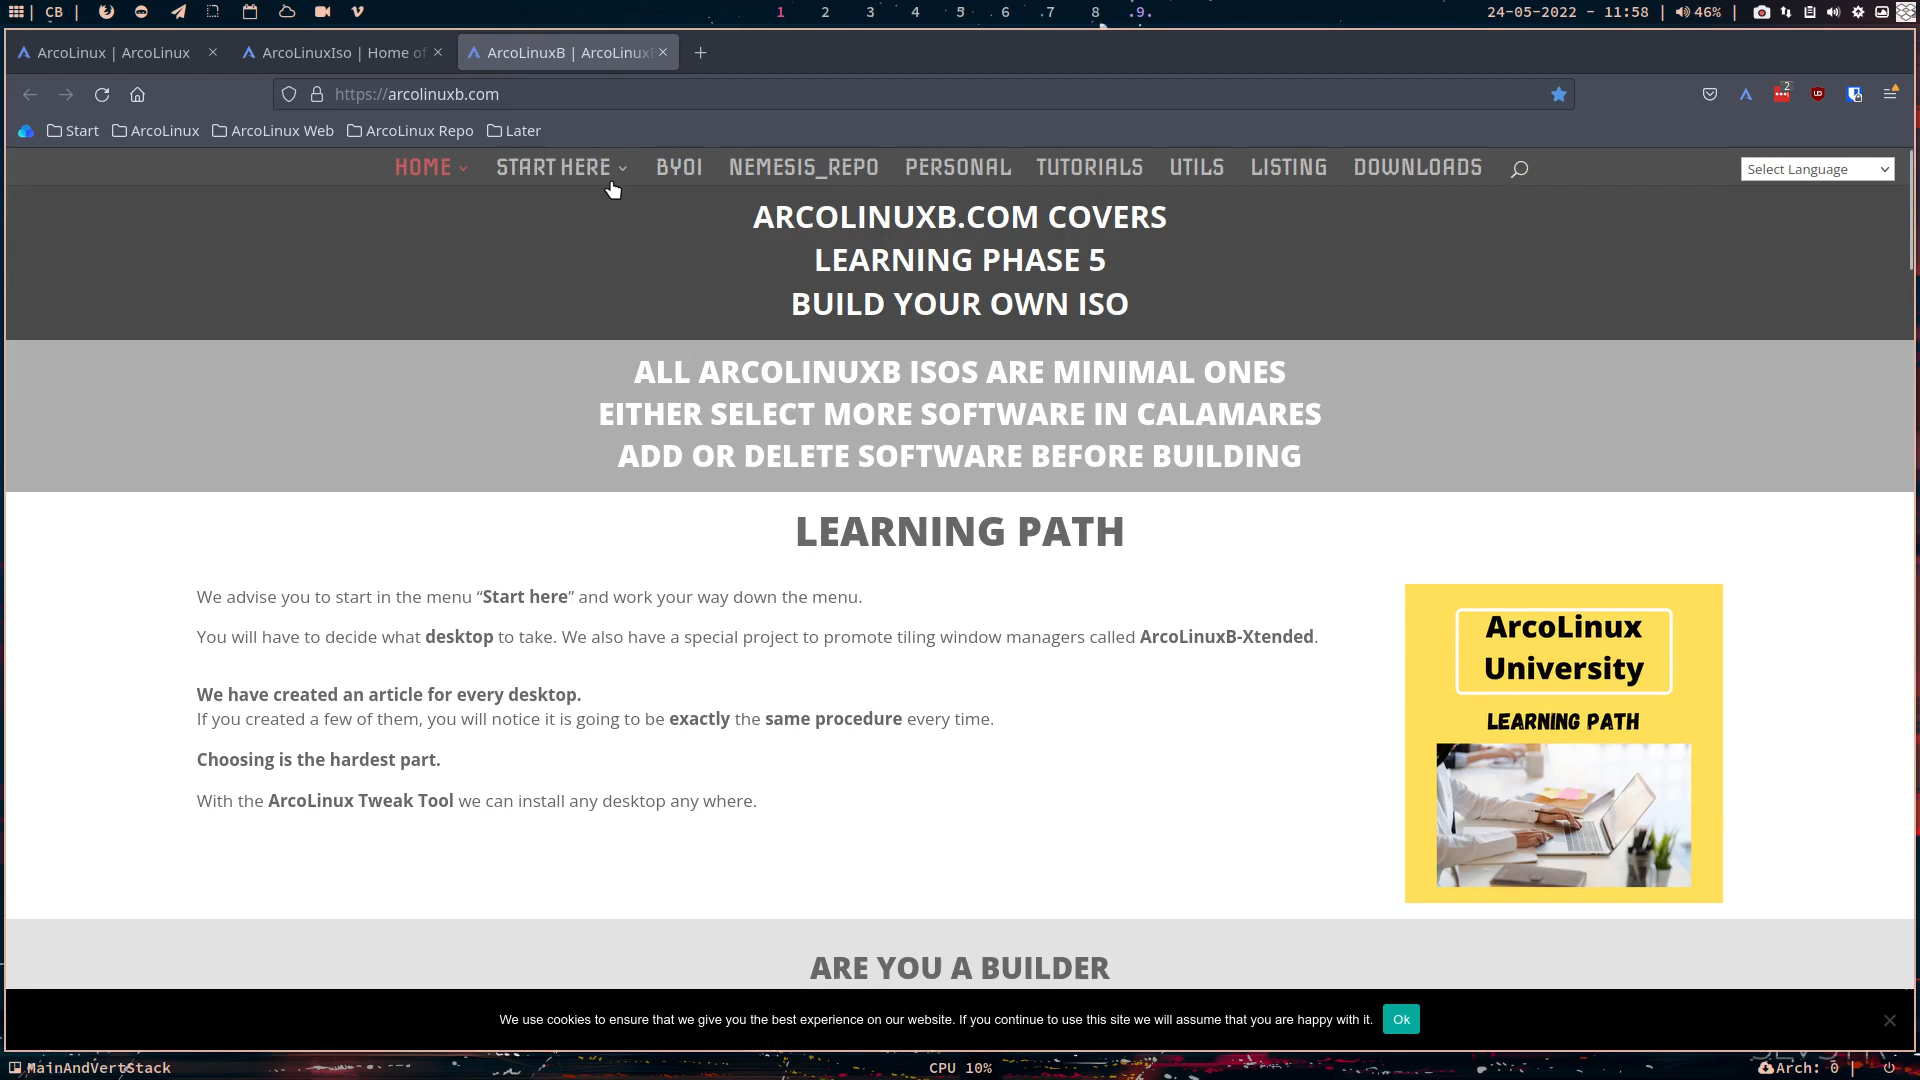 CB
1 2 3 4 5 6 7 8 9
24-05-2022 - 11:58 | 46% |
ArcoLinux | ArcoLinux
ArcoLinuxIso | Home of
ArcoLinuxB | ArcoLinux
https://arcolinuxb.com
2
Start
ArcoLinux
ArcoLinux Web
ArcoLinux Repo
Later
HOME
START HERE
BYOI
NEMESIS_REPO
PERSONAL
TUTORIALS
UTILS
LISTING
DOWNLOADS
Select Language
ARCOLINUXB.COM COVERS
LEARNING PHASE 5
BUILD YOUR OWN ISO
ALL ARCOLINUXB ISOS ARE MINIMAL ONES
EITHER SELECT MORE SOFTWARE IN CALAMARES
ADD OR DELETE SOFTWARE BEFORE BUILDING
LEARNING PATH
We advise you to start in the menu “Start here” and work your way down the menu.
You will have to decide what desktop to take. We also have a special project to promote tiling window managers called ArcoLinuxB-Xtended.
We have created an article for every desktop.
If you created a few of them, you will notice it is going to be exactly the same procedure every time.
Choosing is the hardest part.
With the ArcoLinux Tweak Tool we can install any desktop any where.
ArcoLinux
University
LEARNING PATH
ARE YOU A BUILDER
We use cookies to ensure that we give you the best experience on our website. If you continue to use this site we will assume that you are happy with it.
Ok
MainAndVertStack
CPU 10%
Arch: 0